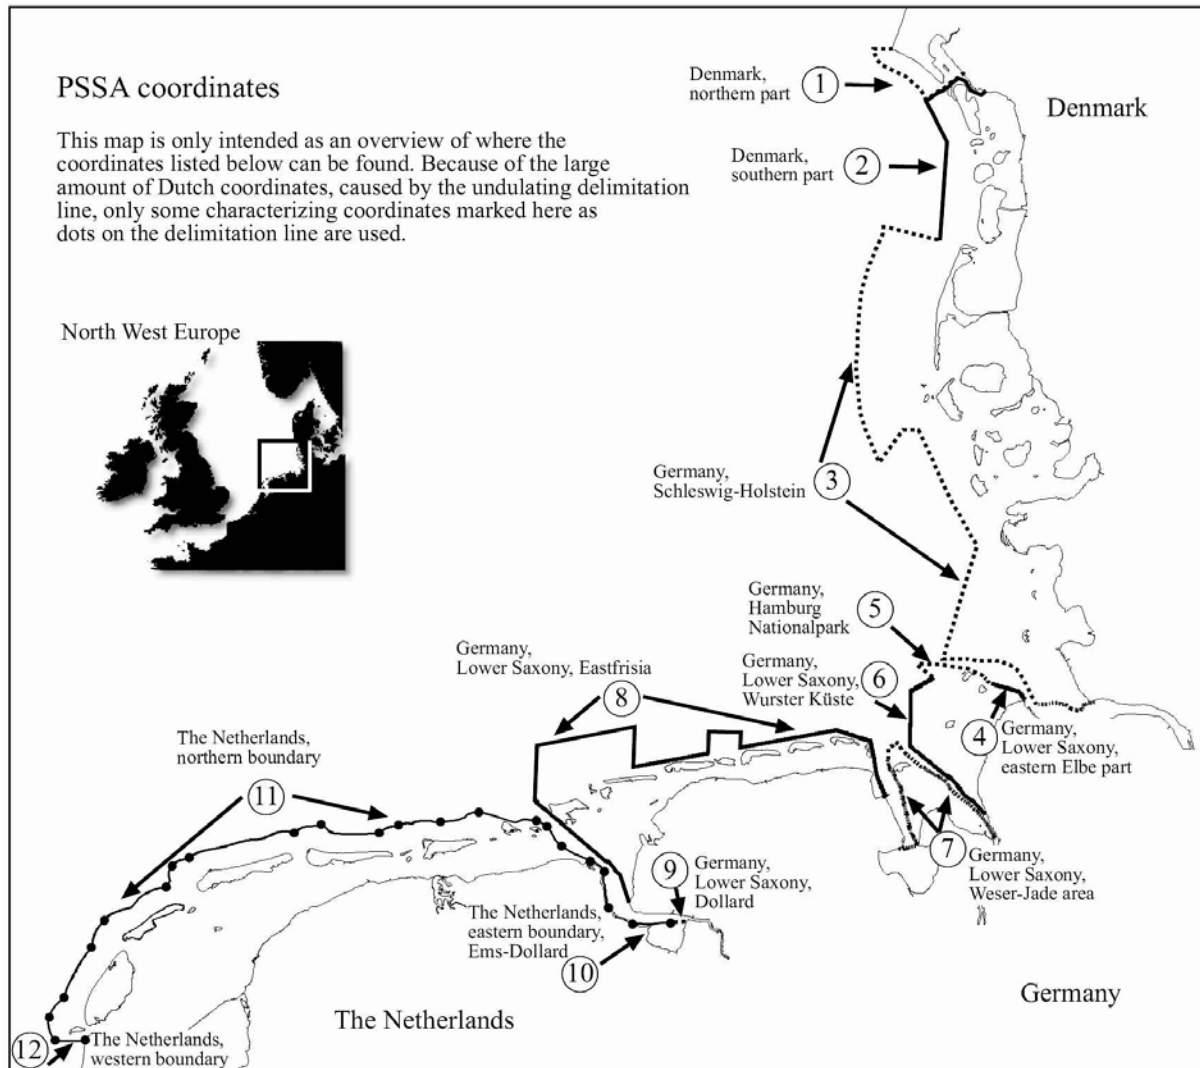 PSSA coordinates
This map is only intended as an overview of where the
coordinates listed below can be found. Because of the large
amount of Dutch coordinates, caused by the undulating delimitation
line, only some characterizing coordinates marked here as
dots on the delimitation line are used.
North West Europe
Denmark,
northern part
1
Denmark
Denmark,
southern part
2
Germany,
Schleswig-Holstein
3
Germany,
Hamburg
Nationalpark
5
Germany,
Lower Saxony,
Wurster Küste
6
Germany,
Lower Saxony, Eastfrisia
8
4
Germany,
Lower Saxony,
eastern Elbe part
The Netherlands,
northern boundary
11
7
Germany,
Lower Saxony,
Weser-Jade area
9
Germany,
Lower Saxony,
Dollard
The Netherlands,
eastern boundary,
Ems-Dollard
10
Germany
The Netherlands
12
The Netherlands,
western boundary